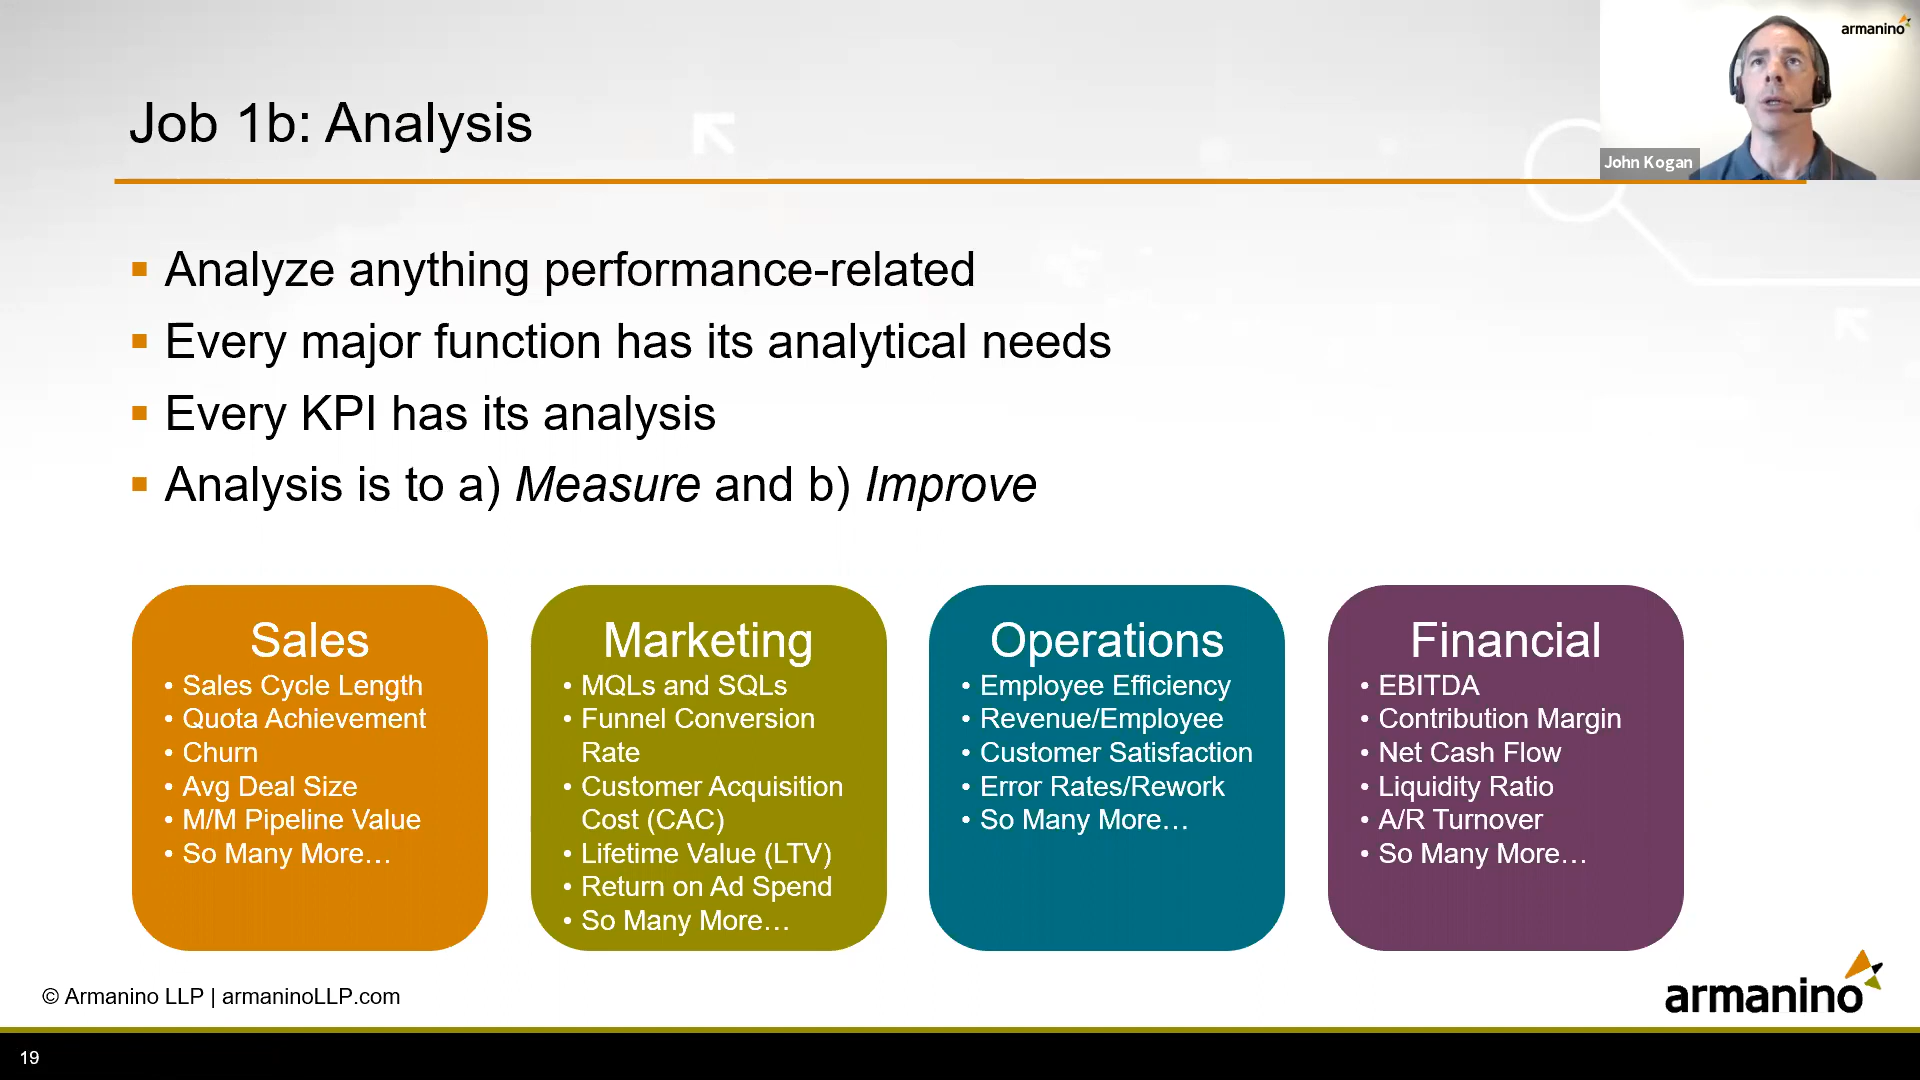 armanino
John Kogan
Job 1b: Analysis
▪ Analyze anything performance-related
▪ Every major function has its analytical needs
▪ Every KPI has its analysis
▪ Analysis is to a) Measure and b) Improve
Sales
• Sales Cycle Length
• Quota Achievement
• Churn
• Avg Deal Size
• M/M Pipeline Value
• So Many More…
Marketing
• MQLs and SQLs
• Funnel Conversion
Rate
• Customer Acquisition
Cost (CAC)
• Lifetime Value (LTV)
• Return on Ad Spend
• So Many More…
Operations
• Employee Efficiency
• Revenue/Employee
• Customer Satisfaction
• Error Rates/Rework
• So Many More…
Financial
• EBITDA
• Contribution Margin
• Net Cash Flow
• Liquidity Ratio
• A/R Turnover
• So Many More…
© Armanino LLP | armaninoLLP.com
armanino
19